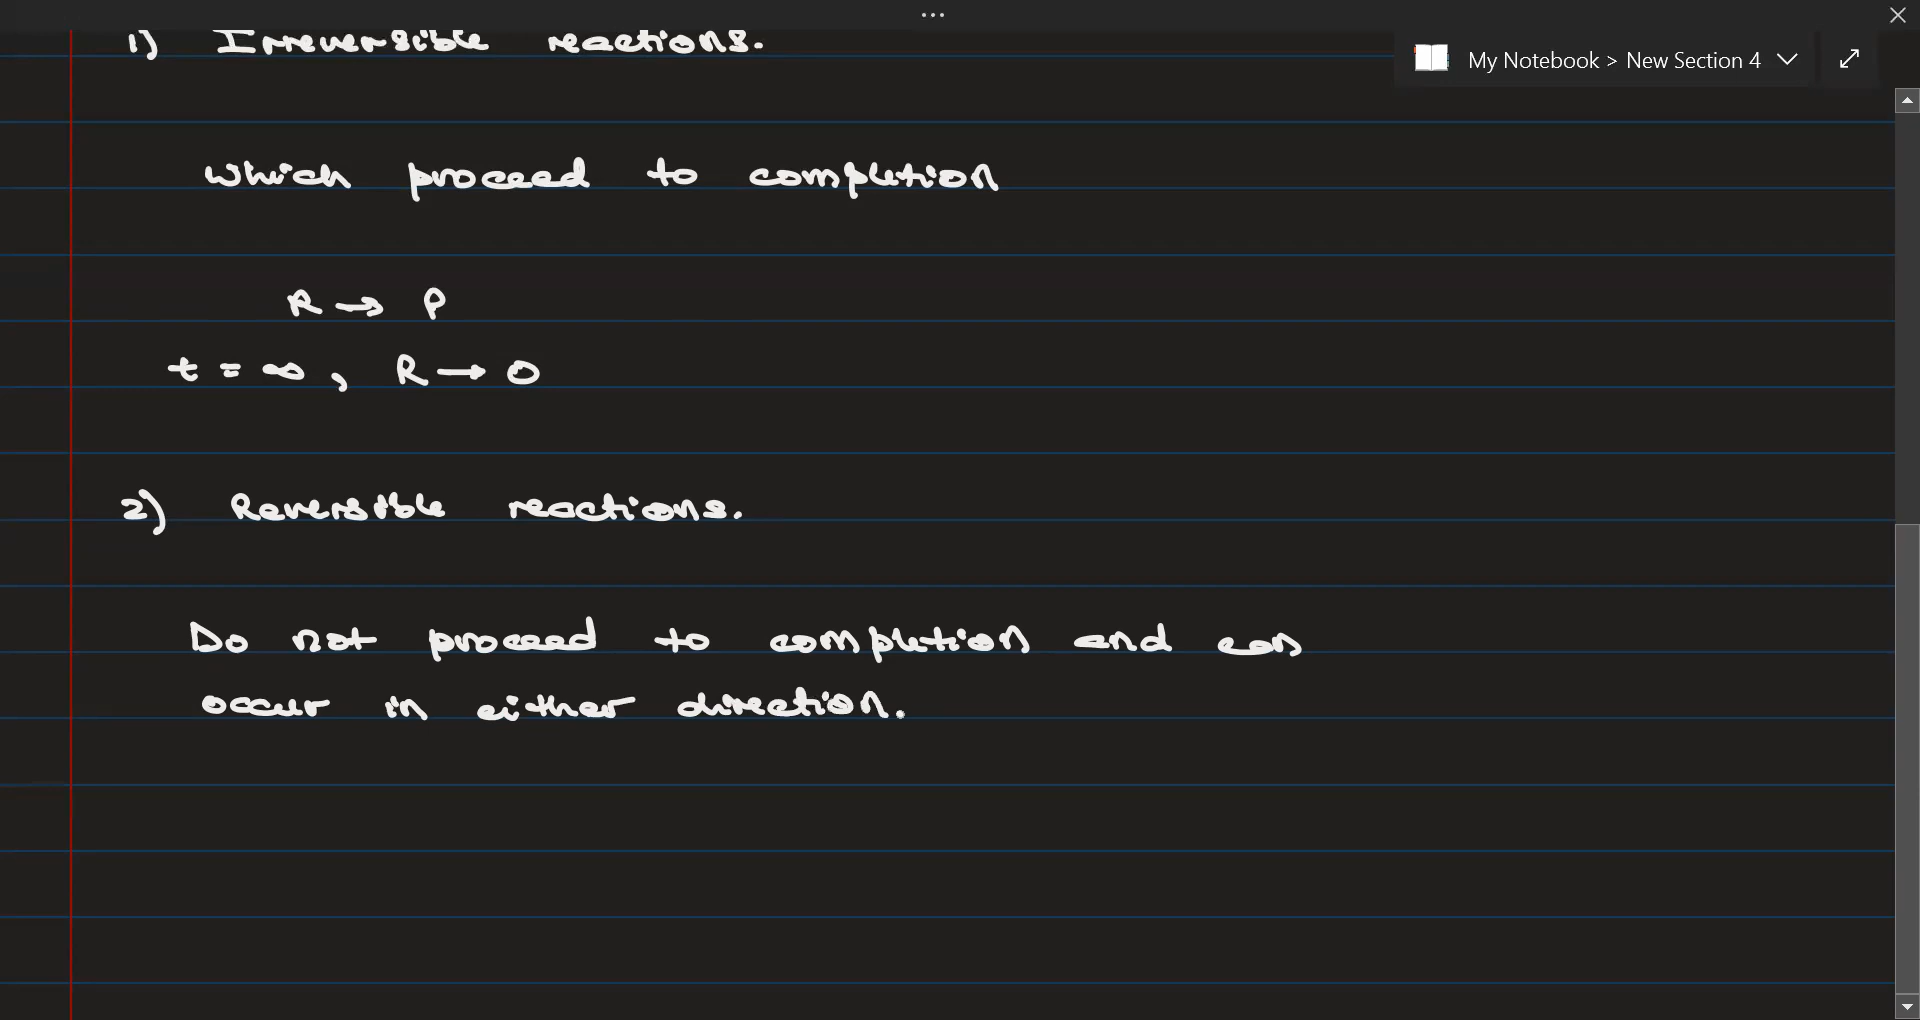 ...
1) Irreversible reactions.
My Notebook > New Section 4
which proceed to completion
R → P
t = ∞, R → 0
2) Reversible reactions.
Do not proceed to completion and can
occur in either direction.